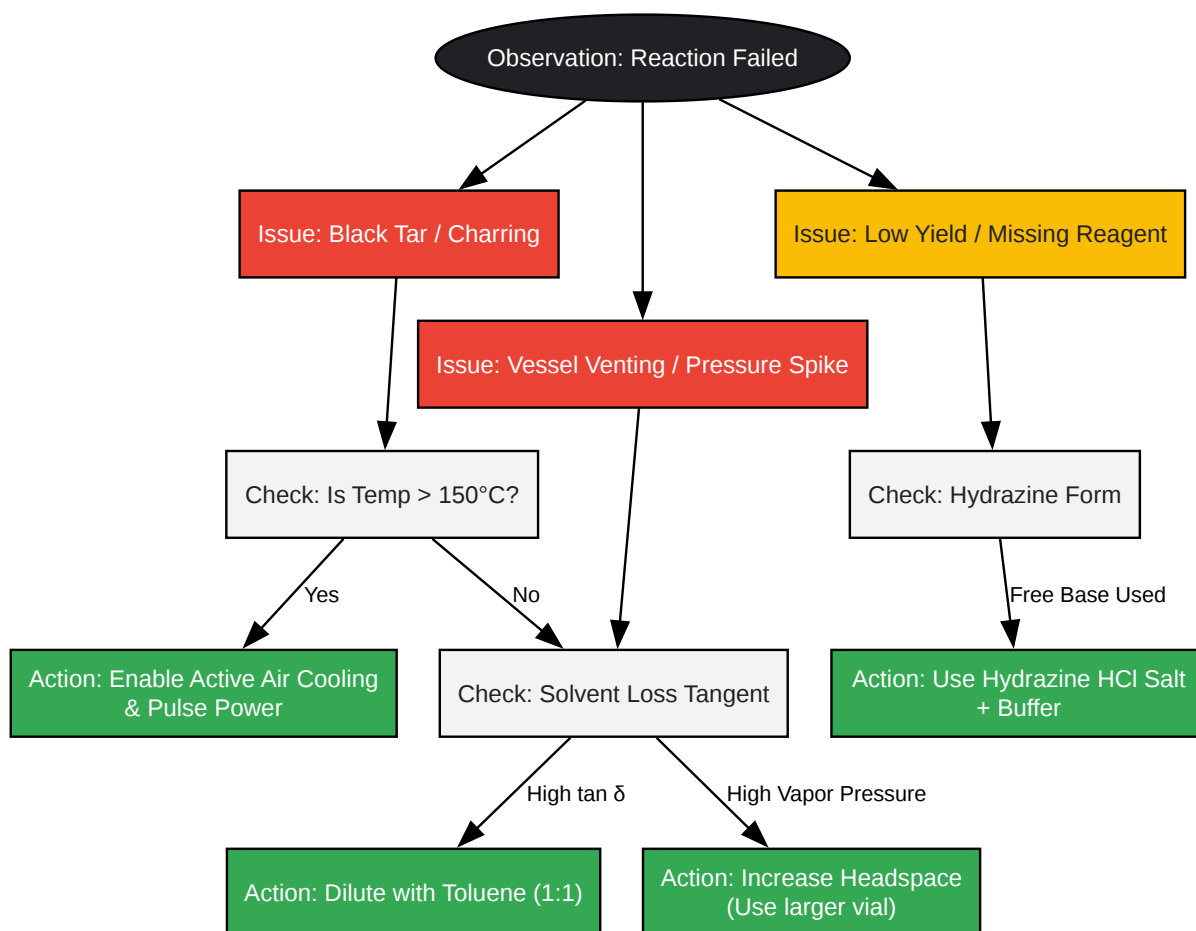 Observation: Reaction Failed
Issue: Black Tar / Charring
Issue: Low Yield / Missing Reagent
Issue: Vessel Venting / Pressure Spike
Check: Is Temp > 150°C?
Check: Hydrazine Form
Yes
No
Free Base Used
Action: Enable Active Air Cooling
& Pulse Power
Check: Solvent Loss Tangent
Action: Use Hydrazine HCl Salt
+ Buffer
High tan δ
High Vapor Pressure
Action: Dilute with Toluene (1:1)
Action: Increase Headspace
(Use larger vial)